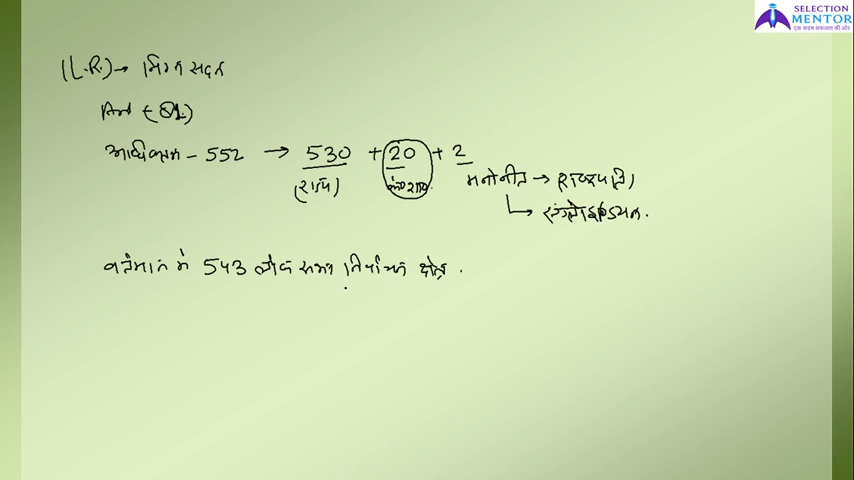 SELECTION
MENTOR
एक कदम सफलता की ओर
(L.R.) → निम्न सदन
अधिकतम - 552 → 530 + 20 + 2
(राज्य)
मनोनीत → राष्ट्रपति
↳ एंग्लो इंडियन.
वर्तमान में 543 लोक सभा निर्वाचन क्षेत्र.